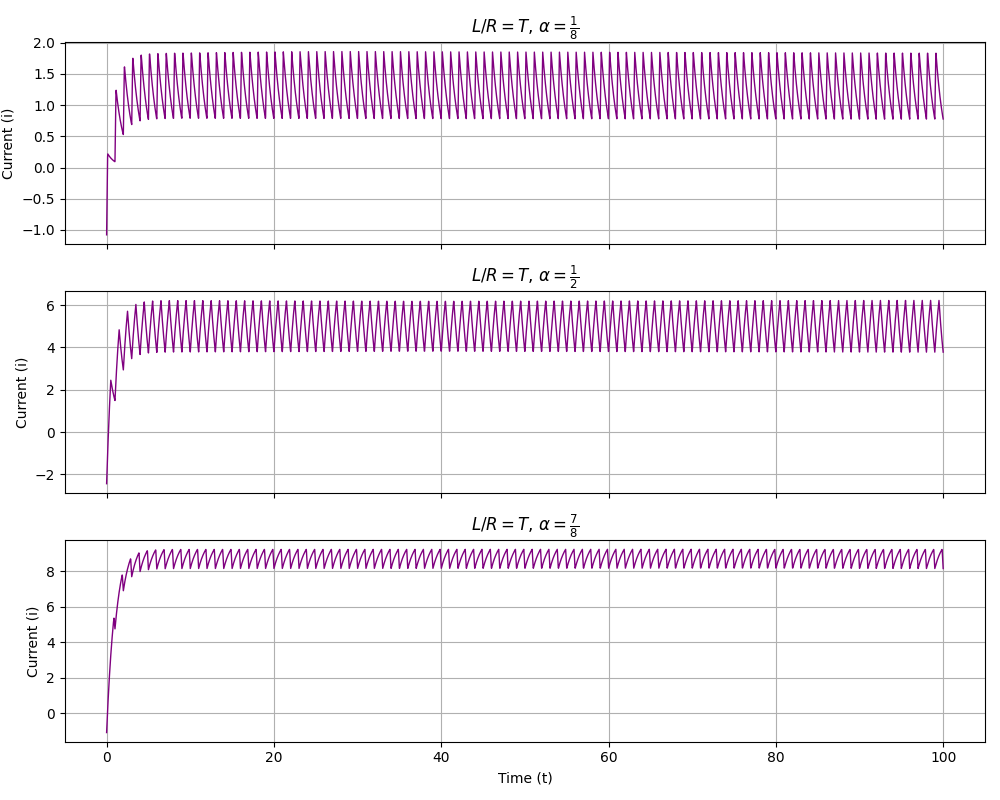 L/R = T, α = 1/8
2.0
1.5
1.0
0.5
0.0
−0.5
−1.0
Current (i)
L/R = T, α = 1/2
6
4
2
0
−2
Current (i)
L/R = T, α = 7/8
8
6
4
2
0
Current (i)
0 20 40 60 80 100
Time (t)